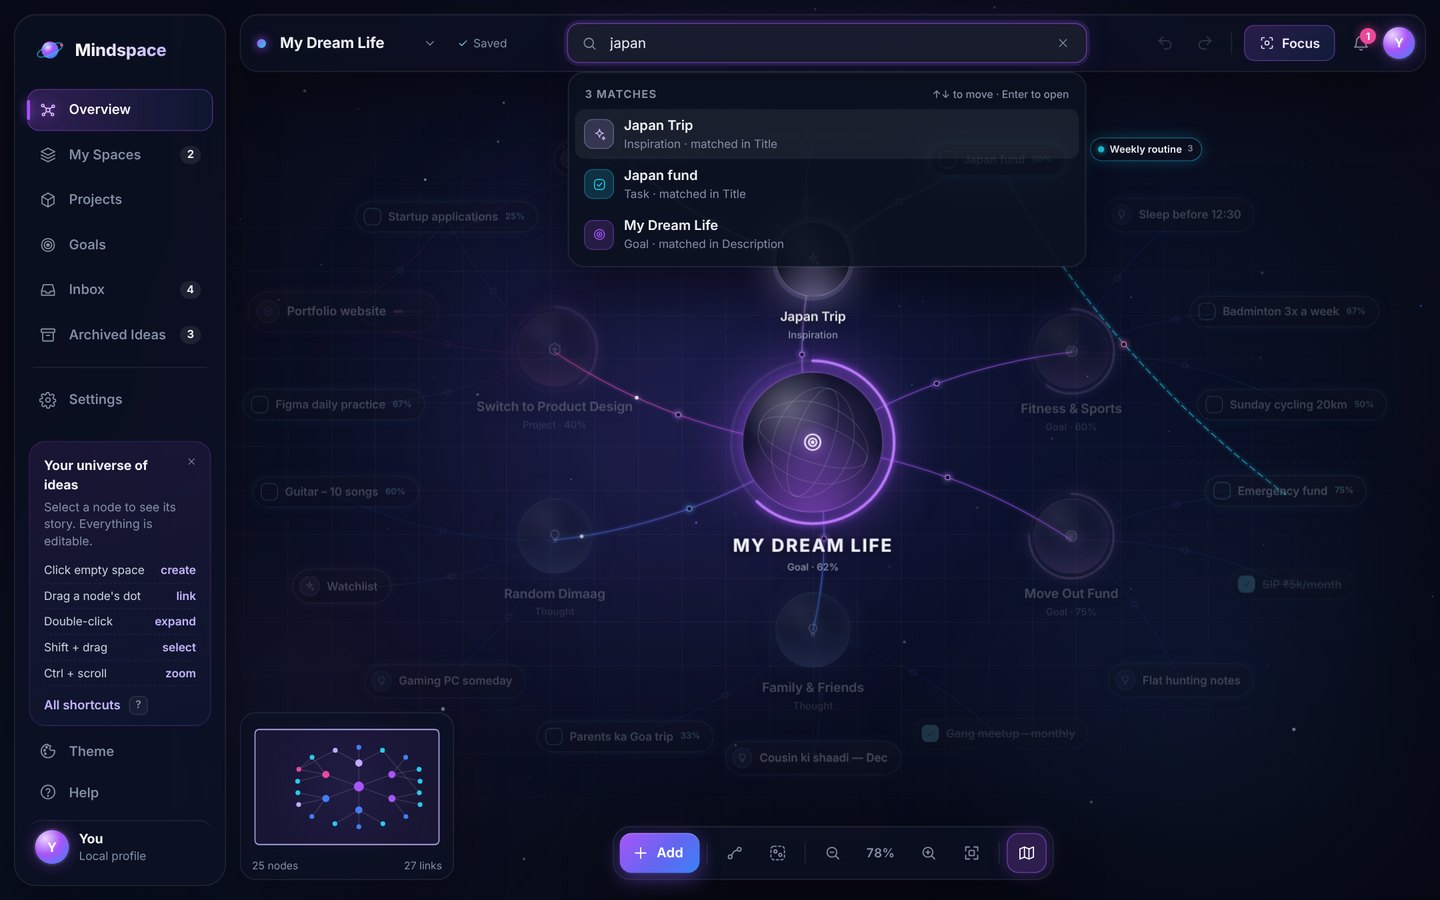 Mindspace
Overview
My Spaces 2
Projects
Goals
Inbox 4
Archived Ideas 3
Settings
Your universe of
ideas
Select a node to see its
story. Everything is
editable.
Click empty space create
Drag a node's dot link
Double-click expand
Shift + drag select
Ctrl + scroll zoom
All shortcuts ?
Theme
Help
Y
You
Local profile
My Dream Life
Saved
japan
Focus
1
Y
3 MATCHES
↑↓ to move · Enter to open
Japan Trip
Inspiration · matched in Title
Japan fund
Task · matched in Title
My Dream Life
Goal · matched in Description
Japan fund
Weekly routine 3
Startup applications 25%
Sleep before 12:30
Portfolio website
Badminton 3x a week 67%
Japan Trip
Inspiration
Figma daily practice 67%
Switch to Product Design
Project · 40%
Fitness & Sports
Goal · 60%
Sunday cycling 20km 50%
Guitar – 10 songs 60%
Emergency fund 75%
MY DREAM LIFE
Goal · 62%
Watchlist
Random Dimaag
Thought
Move Out Fund
Goal · 75%
SIP ₹5k/month
Gaming PC someday
Family & Friends
Thought
Flat hunting notes
Parents ka Goa trip 33%
Cousin ki shaadi — Dec
Gang meetup – monthly
25 nodes 27 links
Add
78%